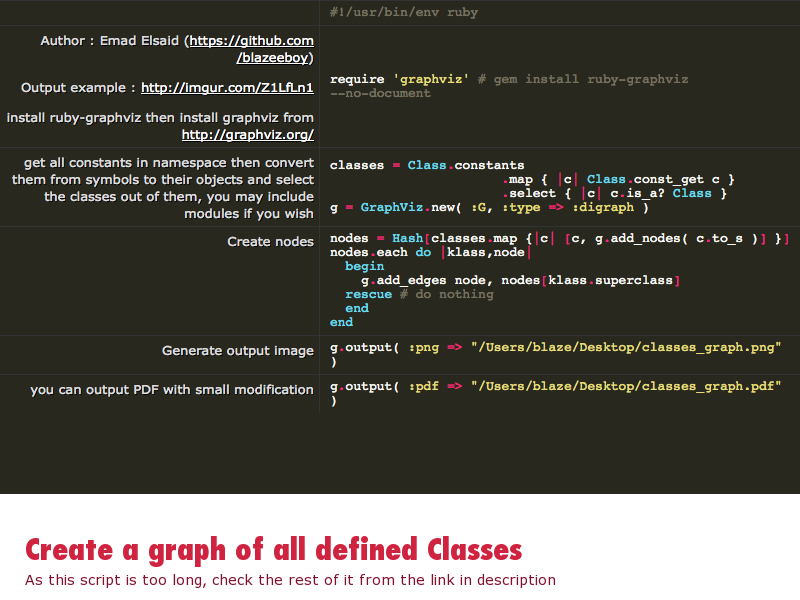 #!/usr/bin/env ruby
Author : Emad Elsaid (https://github.com
/blazeeboy)
Output example : http://imgur.com/Z1LfLn1
install ruby-graphviz then install graphviz from
http://graphviz.org/
require 'graphviz' # gem install ruby-graphviz
--no-document
get all constants in namespace then convert
them from symbols to their objects and select
the classes out of them, you may include
modules if you wish
classes = Class.constants
.map { |c| Class.const_get c }
.select { |c| c.is_a? Class }
g = GraphViz.new( :G, :type => :digraph )
Create nodes
nodes = Hash[classes.map {|c| [c, g.add_nodes( c.to_s )] }]
nodes.each do |klass,node|
begin
g.add_edges node, nodes[klass.superclass]
rescue # do nothing
end
end
Generate output image
g.output( :png => "/Users/blaze/Desktop/classes_graph.png"
)
you can output PDF with small modification
g.output( :pdf => "/Users/blaze/Desktop/classes_graph.pdf"
)
Create a graph of all defined Classes
As this script is too long, check the rest of it from the link in description